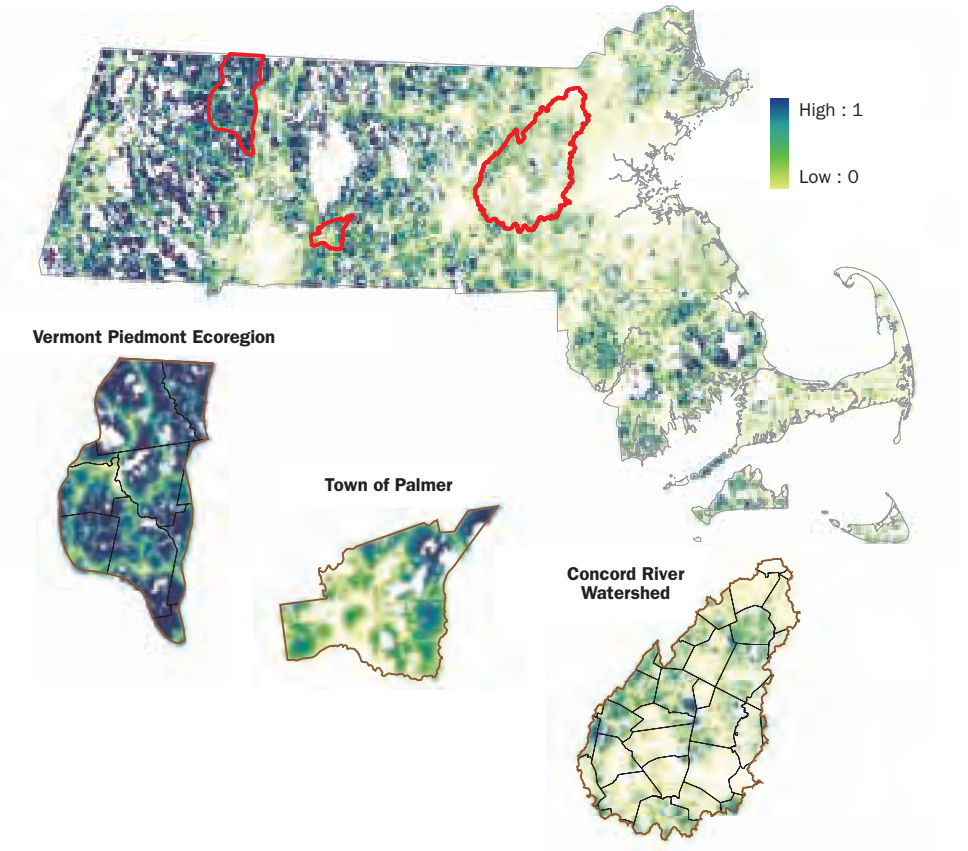 High : 1
Low : 0
Vermont Piedmont Ecoregion
Town of Palmer
Concord River
Watershed